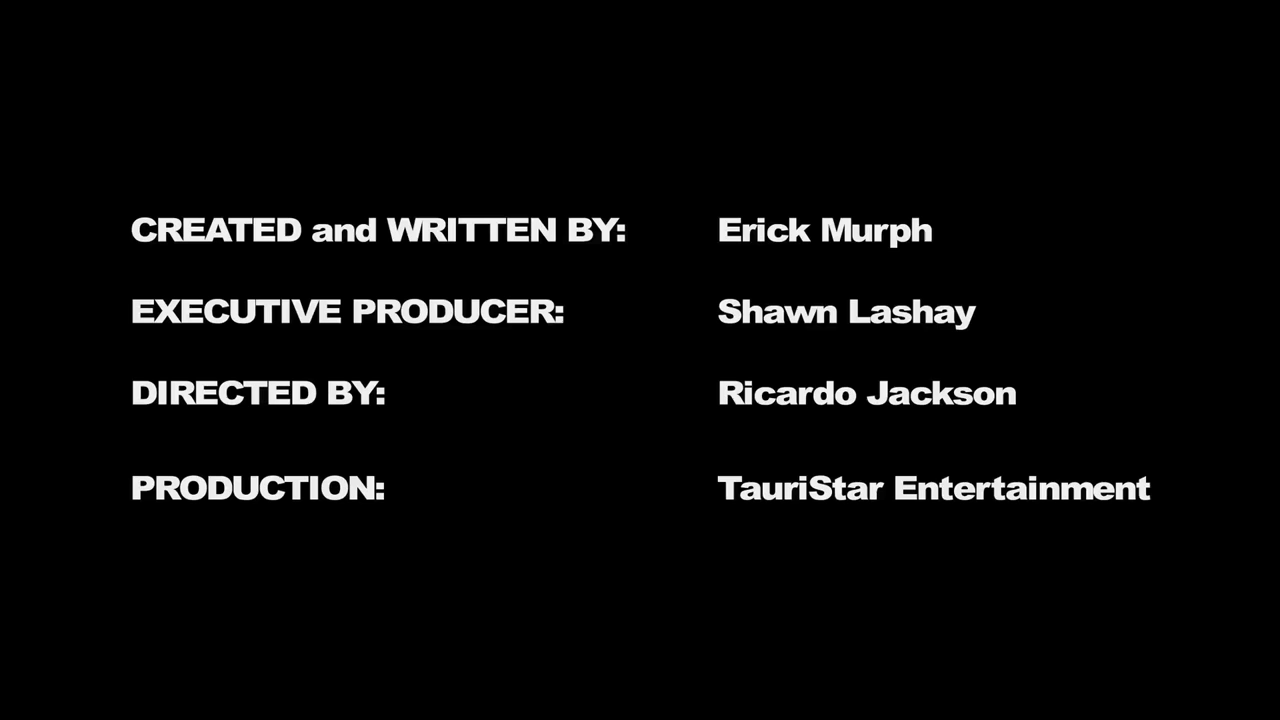 CREATED and WRITTEN BY: Erick Murph
EXECUTIVE PRODUCER: Shawn Lashay
DIRECTED BY: Ricardo Jackson
PRODUCTION: TauriStar Entertainment